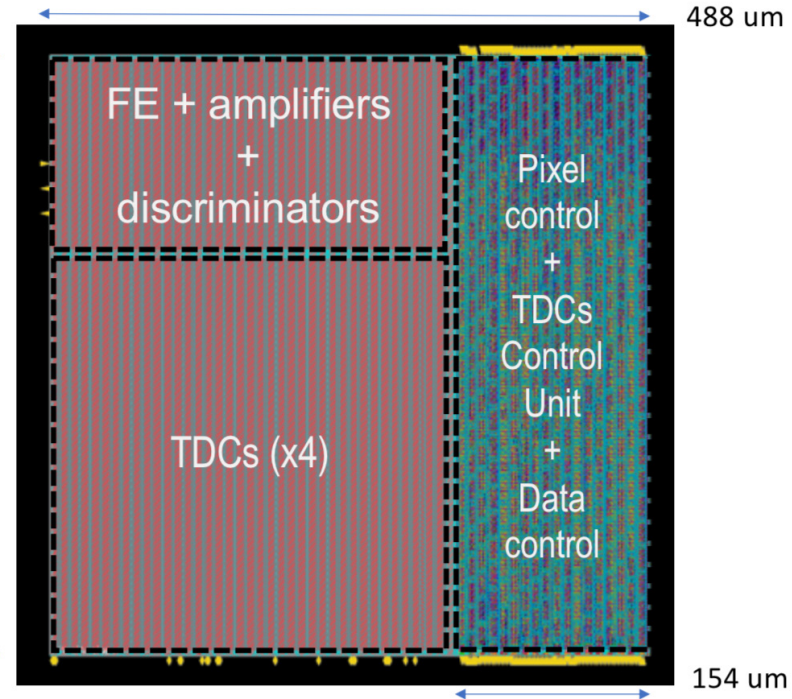 488 um
FE + amplifiers
+
discriminators
TDCs (x4)
Pixel
control
+
TDCs
Control
Unit
+
Data
control
154 um